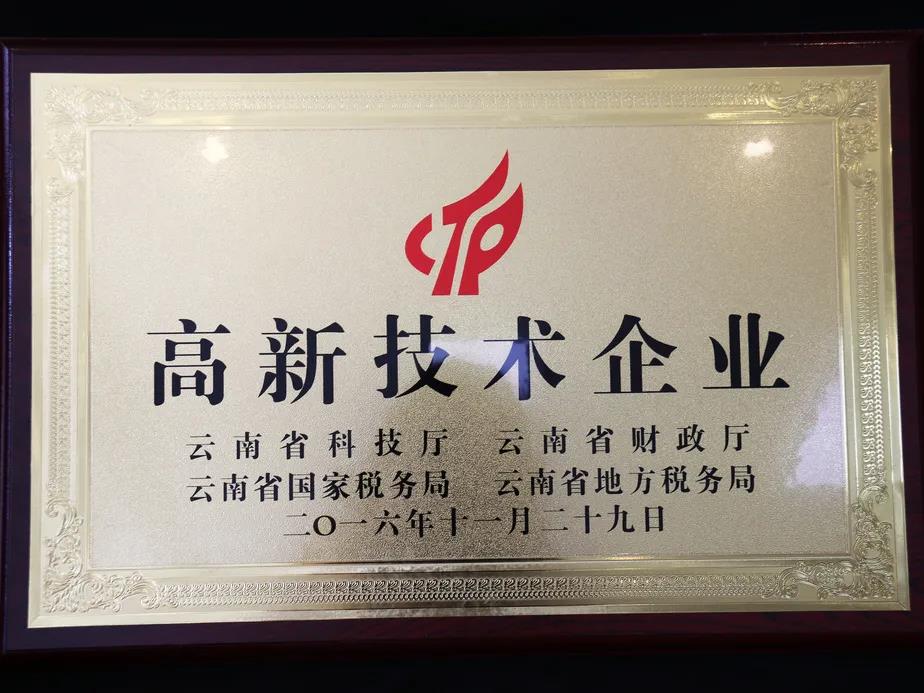 CTP
高新技术企业
云南省科技厅 云南省财政厅
云南省国家税务局 云南省地方税务局
二〇一六年十一月二十九日